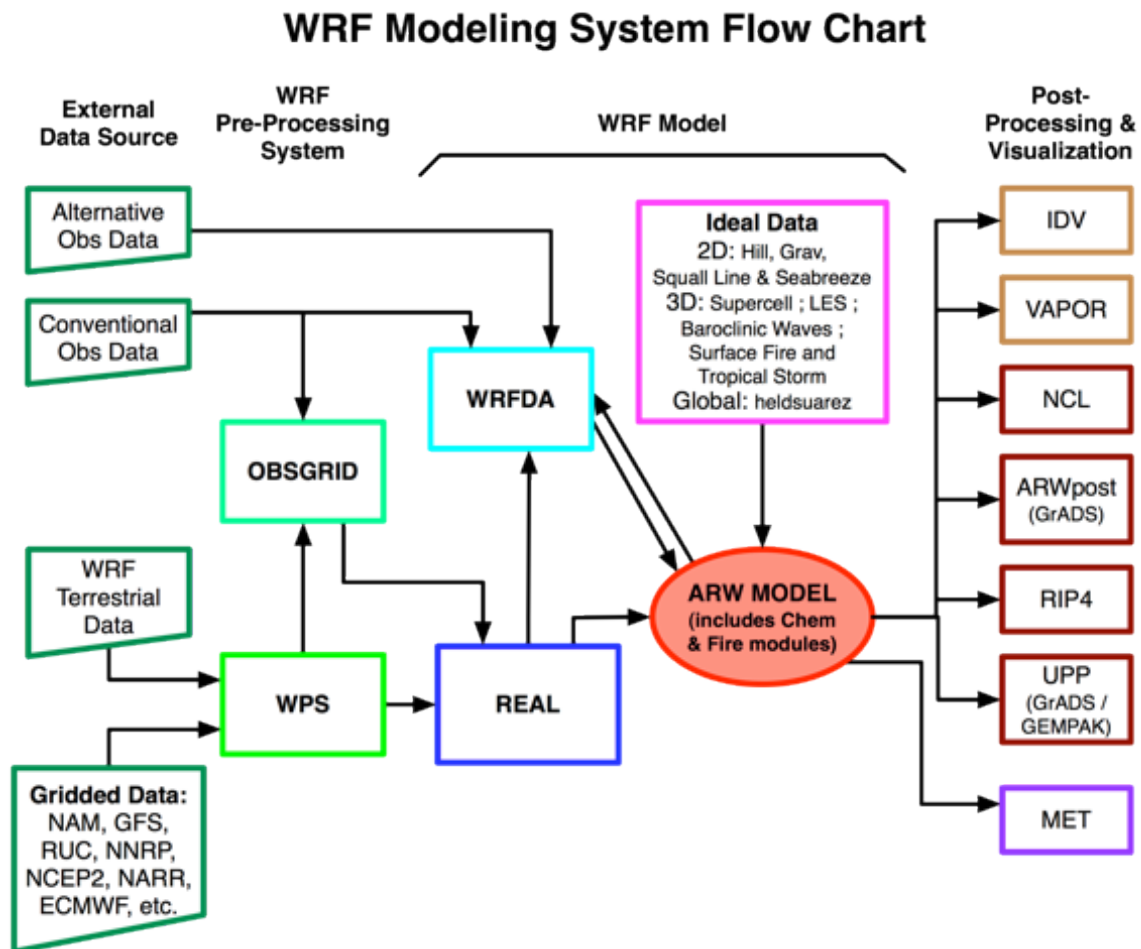 WRF Modeling System Flow Chart
External
Data Source
WRF
Pre-Processing
System
WRF Model
Post-
Processing &
Visualization
Alternative
Obs Data
Conventional
Obs Data
WRF
Terrestrial
Data
Gridded Data:
NAM, GFS,
RUC, NNRP,
NCEP2, NARR,
ECMWF, etc.
OBSGRID
WPS
WRFDA
REAL
Ideal Data
2D: Hill, Grav,
Squall Line & Seabreeze
3D: Supercell ; LES ;
Baroclinic Waves ;
Surface Fire and
Tropical Storm
Global: heldsuarez
ARW MODEL
(includes Chem
& Fire modules)
IDV
VAPOR
NCL
ARWpost
(GrADS)
RIP4
UPP
(GrADS /
GEMPAK)
MET